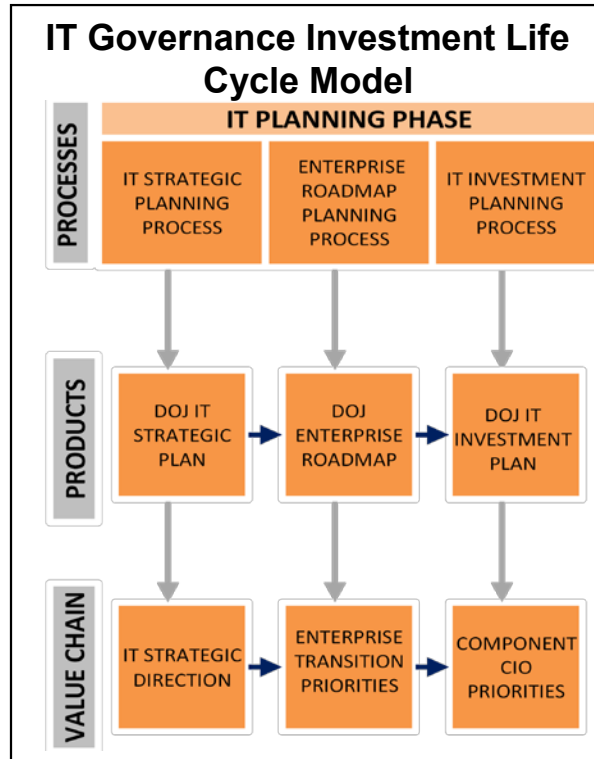 IT Governance Investment Life
Cycle Model
PROCESSES
IT PLANNING PHASE
IT STRATEGIC
PLANNING
PROCESS
ENTERPRISE
ROADMAP
PLANNING
PROCESS
IT INVESTMENT
PLANNING
PROCESS
PRODUCTS
DOJ IT
STRATEGIC
PLAN
DOJ
ENTERPRISE
ROADMAP
DOJ IT
INVESTMENT
PLAN
VALUE CHAIN
IT STRATEGIC
DIRECTION
ENTERPRISE
TRANSITION
PRIORITIES
COMPONENT
CIO
PRIORITIES